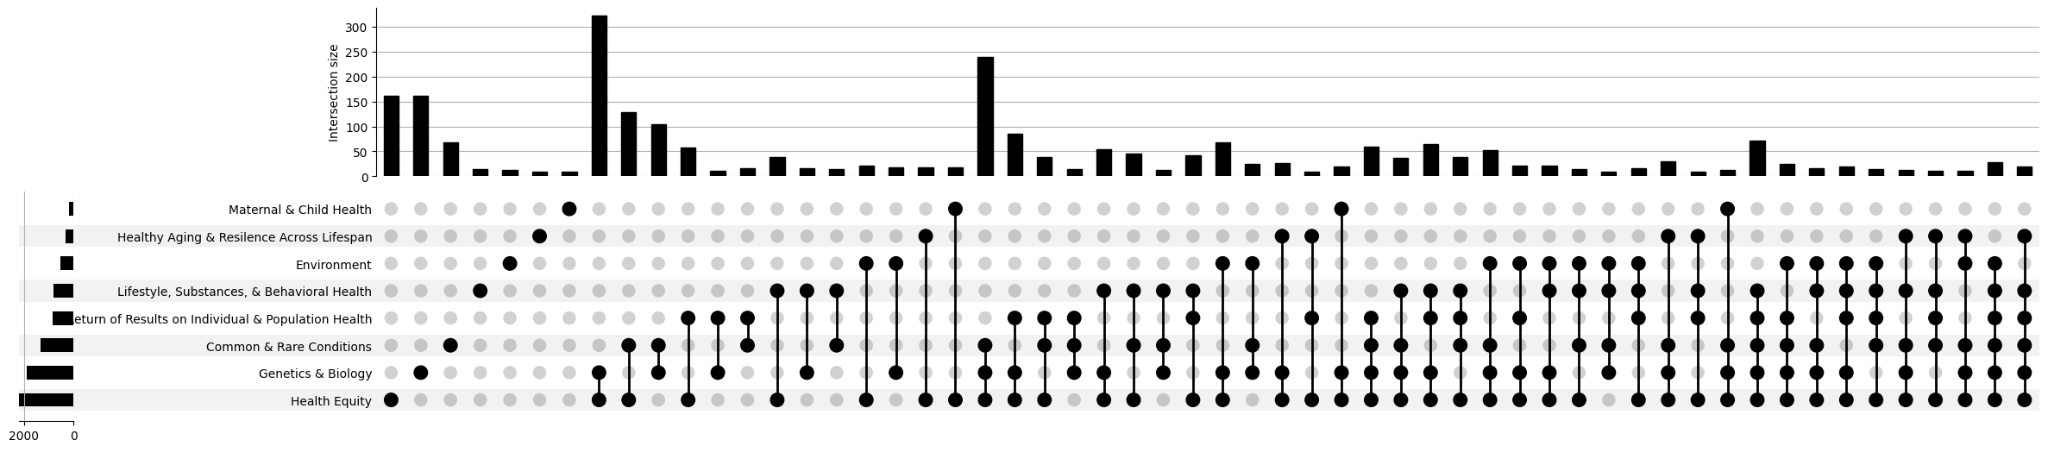 300
250
200
150
100
50
0
Intersection size
Maternal & Child Health
Healthy Aging & Resilence Across Lifespan
Environment
Lifestyle, Substances, & Behavioral Health
eturn of Results on Individual & Population Health
Common & Rare Conditions
Genetics & Biology
Health Equity
2000 0